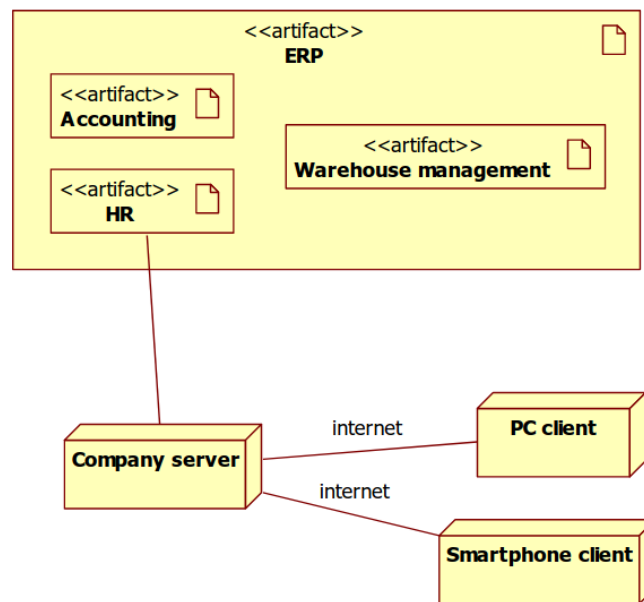 <<artifact>>
ERP
<<artifact>>
Accounting
<<artifact>>
Warehouse management
<<artifact>>
HR
internet
PC client
Company server
internet
Smartphone client